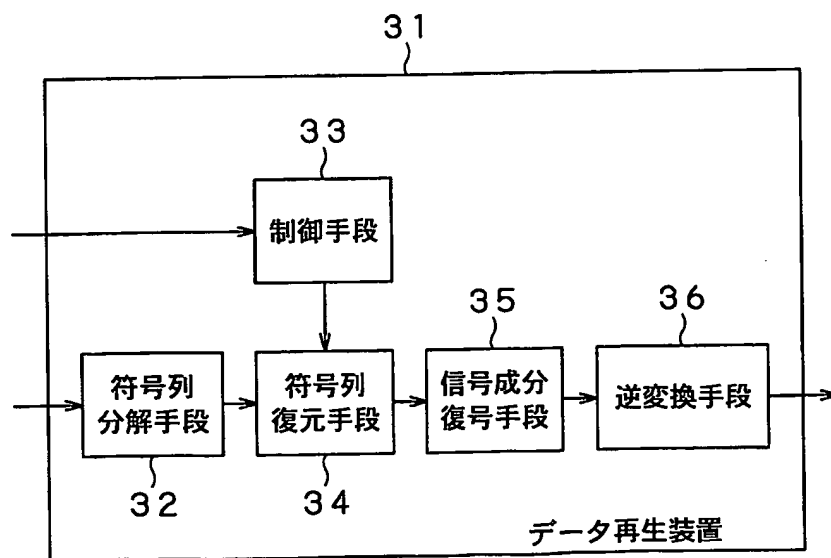 31
33
制御手段
35
36
符号列
分解手段
符号列
復元手段
信号成分
復号手段
逆変換手段
32
34
データ再生装置